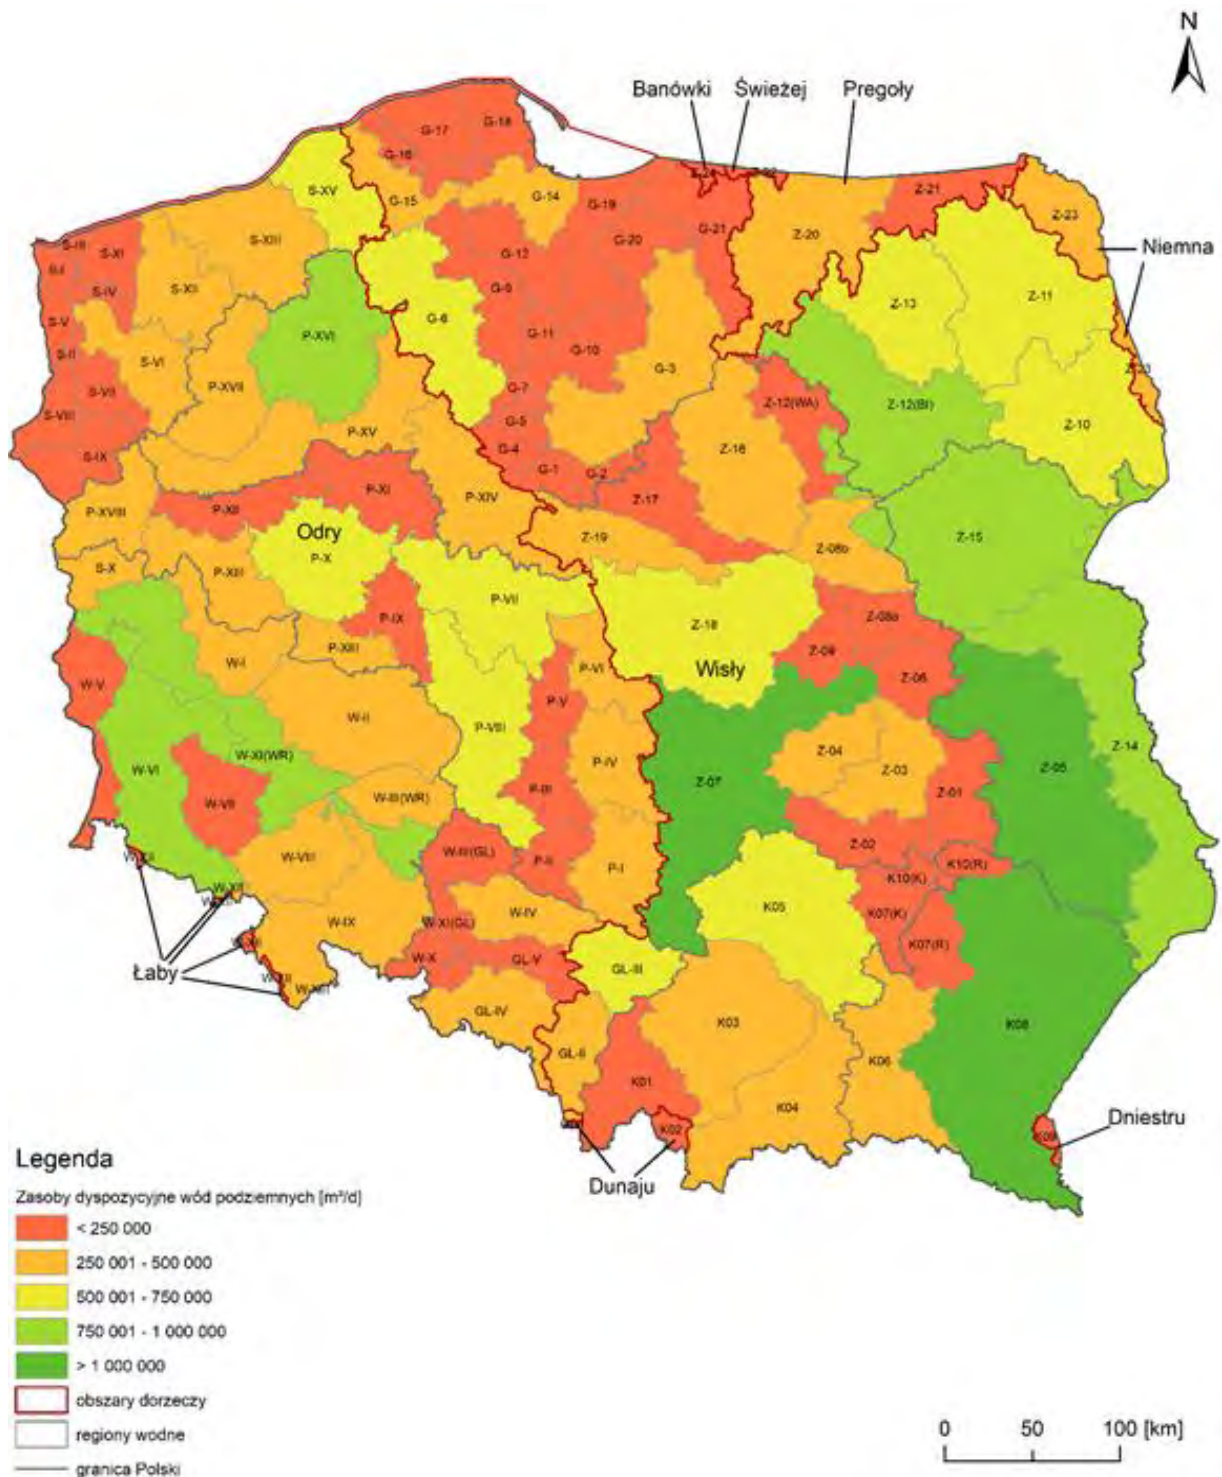 N
Banówki Świeżej Pregoły
G-17 G-18
G-16
S-XV G-15 G-14 G-19 G-21 Z-21 Z-23
S-XIII G-20 Z-20
Niemna
S-III S-XI G-12
S-I S-XII G-9 Z-13 Z-11
S-IV G-6
S-V P-XVI G-11
S-II S-VI G-10 G-3
P-XVII G-7 Z-12(WA) Z-12(BI)
S-VII
S-VIII P-XV G-5 Z-10
G-4 Z-16
S-IX G-1 G-2
P-XI P-XIV Z-17
P-XVIII P-XII
Odry Z-19 Z-08b Z-15
P-X
S-X P-XIII
P-VII
P-IX Z-18 Z-08a
P-XIII P-VI Z-09
W-I Wisły Z-06
W-V P-V
W-II P-VIII
W-XI(WR) P-IV Z-04 Z-14
W-VI Z-03 Z-05
Z-07
W-VII W-III(WR) P-III Z-01
Z-02
W-VIII W-III(GL) P-II P-I K10(R)
K10(K)
W-IV K05 K07(K)
W-IX W-XI(GL)
K07(R)
Łaby W-X GL-V GL-III
GL-IV K03 K08
GL-II K06
K01 K04
K02 K09 Dniestru
Dunaju
Legenda
Zasoby dyspozycyjne wód podziemnych [m³/d]
< 250 000
250 001 - 500 000
500 001 - 750 000
750 001 - 1 000 000
> 1 000 000
obszary dorzeczy
regiony wodne
granica Polski
0 50 100 [km]